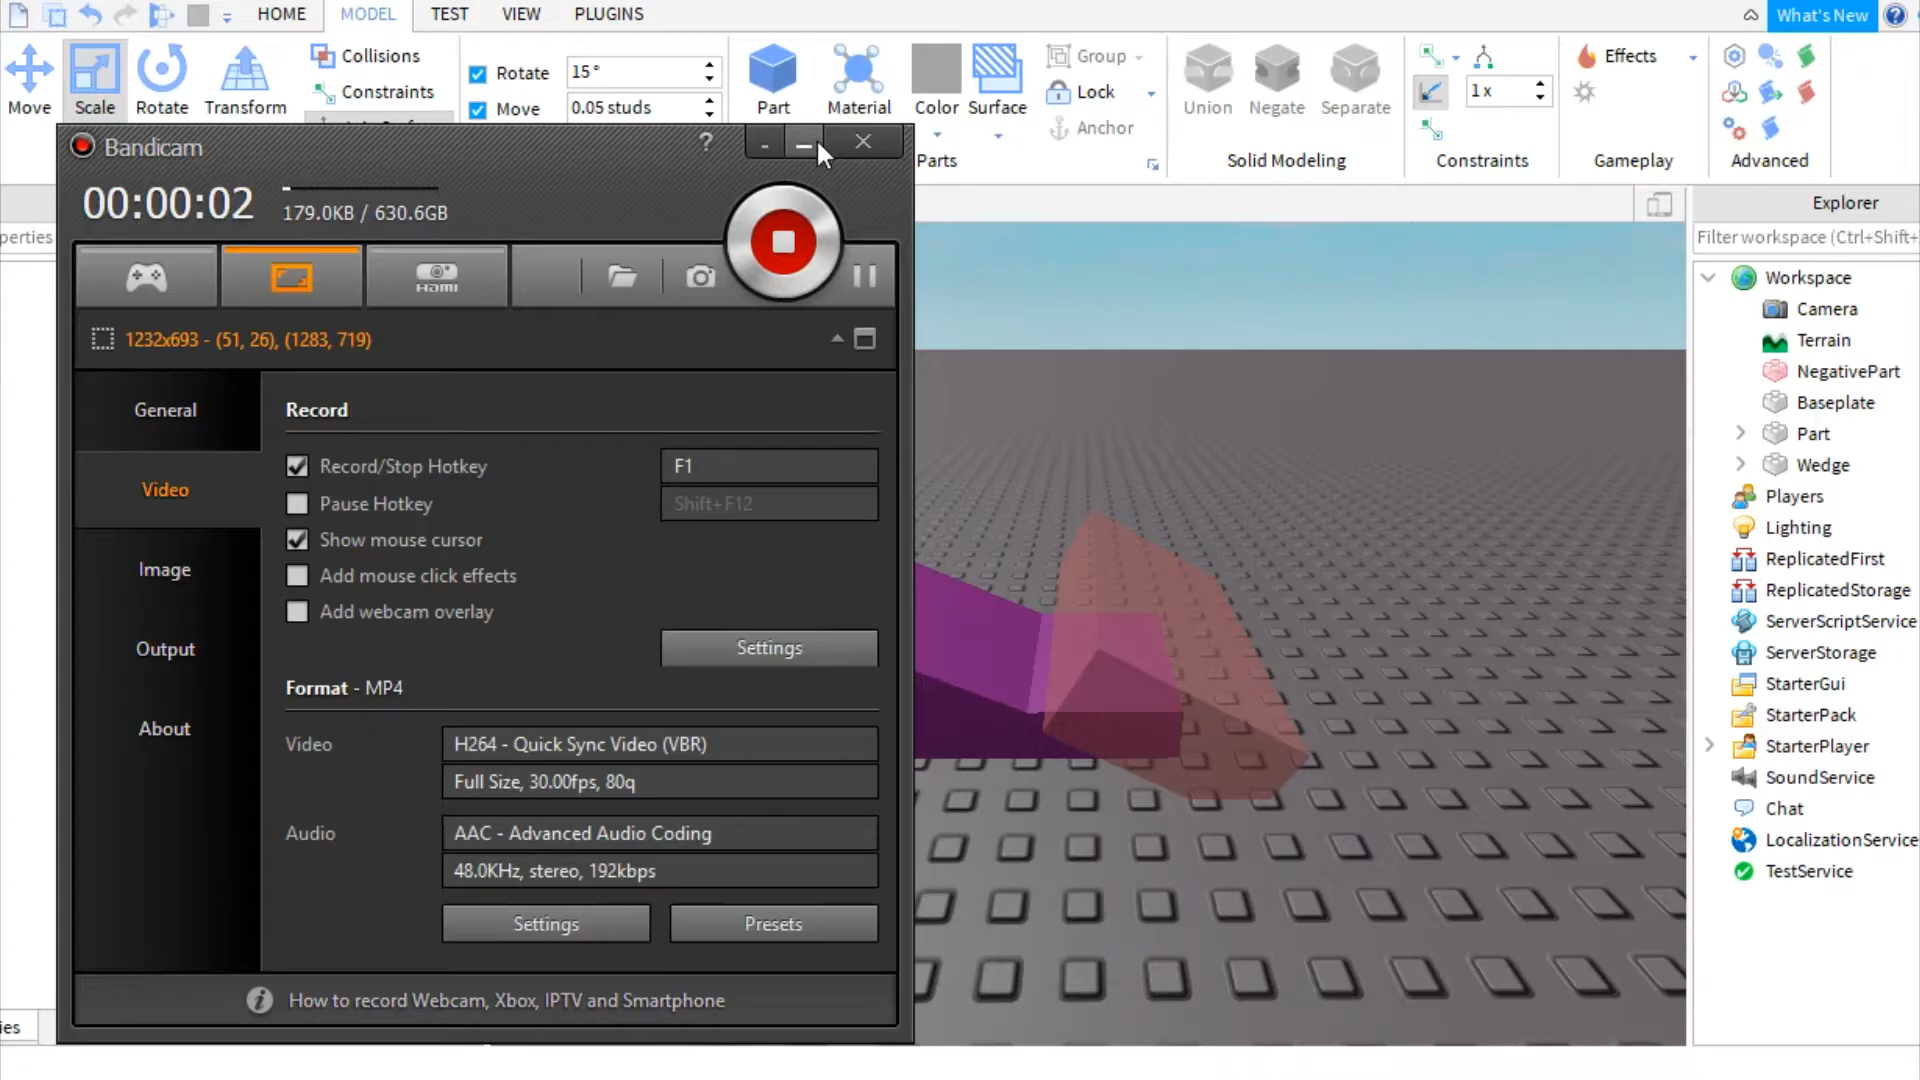 HOME
MODEL
TEST
VIEW
PLUGINS
What's New
?
Move
Scale
Rotate
Transform
Collisions
Constraints
Rotate
15°
Move
0.05 studs
Part
Material
Color
Surface
Group
Lock
Anchor
Parts
Union
Negate
Separate
Solid Modeling
1 x
Constraints
Effects
Gameplay
Advanced
Bandicam
?
00:00:02
179.0KB / 630.6GB
HDMI
1232x693 - (51, 26), (1283, 719)
General
Video
Image
Output
About
Record
Record/Stop Hotkey
F1
Pause Hotkey
Shift+F12
Show mouse cursor
Add mouse click effects
Add webcam overlay
Settings
Format - MP4
Video
H264 - Quick Sync Video (VBR)
Full Size, 30.00fps, 80q
Audio
AAC - Advanced Audio Coding
48.0KHz, stereo, 192kbps
Settings
Presets
How to record Webcam, Xbox, IPTV and Smartphone
perties
ies
Explorer
Filter workspace (Ctrl+Shift+
Workspace
Camera
Terrain
NegativePart
Baseplate
Part
Wedge
Players
Lighting
ReplicatedFirst
ReplicatedStorage
ServerScriptService
ServerStorage
StarterGui
StarterPack
StarterPlayer
SoundService
Chat
LocalizationService
TestService